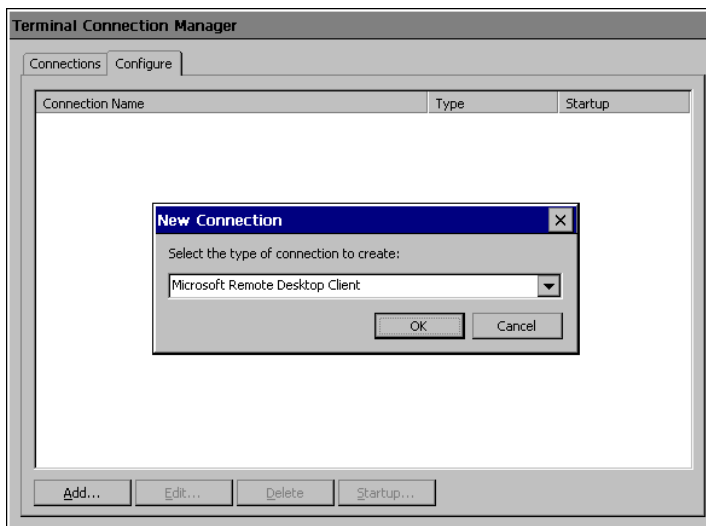 Terminal Connection Manager
Connections Configure
Connection Name Type Startup
New Connection
Select the type of connection to create:
Microsoft Remote Desktop Client
OK Cancel
Add... Edit... Delete Startup...